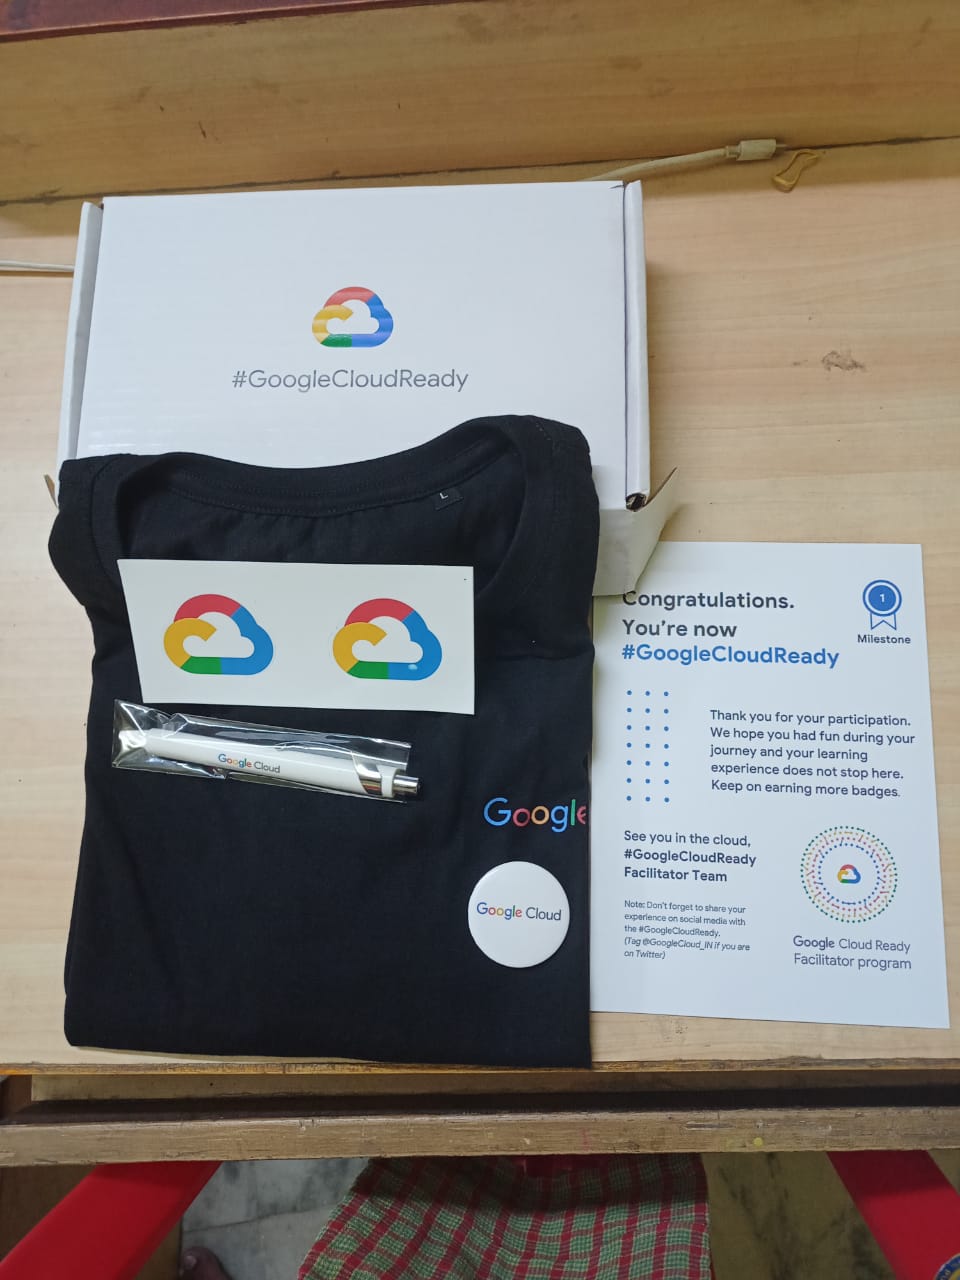 #GoogleCloudReady
L
Google Cloud
Google
Google Cloud
Congratulations.
You're now
#GoogleCloudReady
1
Milestone
Thank you for your participation.
We hope you had fun during your
journey and your learning
experience does not stop here.
Keep on earning more badges.
See you in the cloud,
#GoogleCloudReady
Facilitator Team
Note: Don't forget to share your
experience on social media with
the #GoogleCloudReady.
(Tag @GoogleCloud_IN if you are
on Twitter)
Google Cloud Ready
Facilitator program